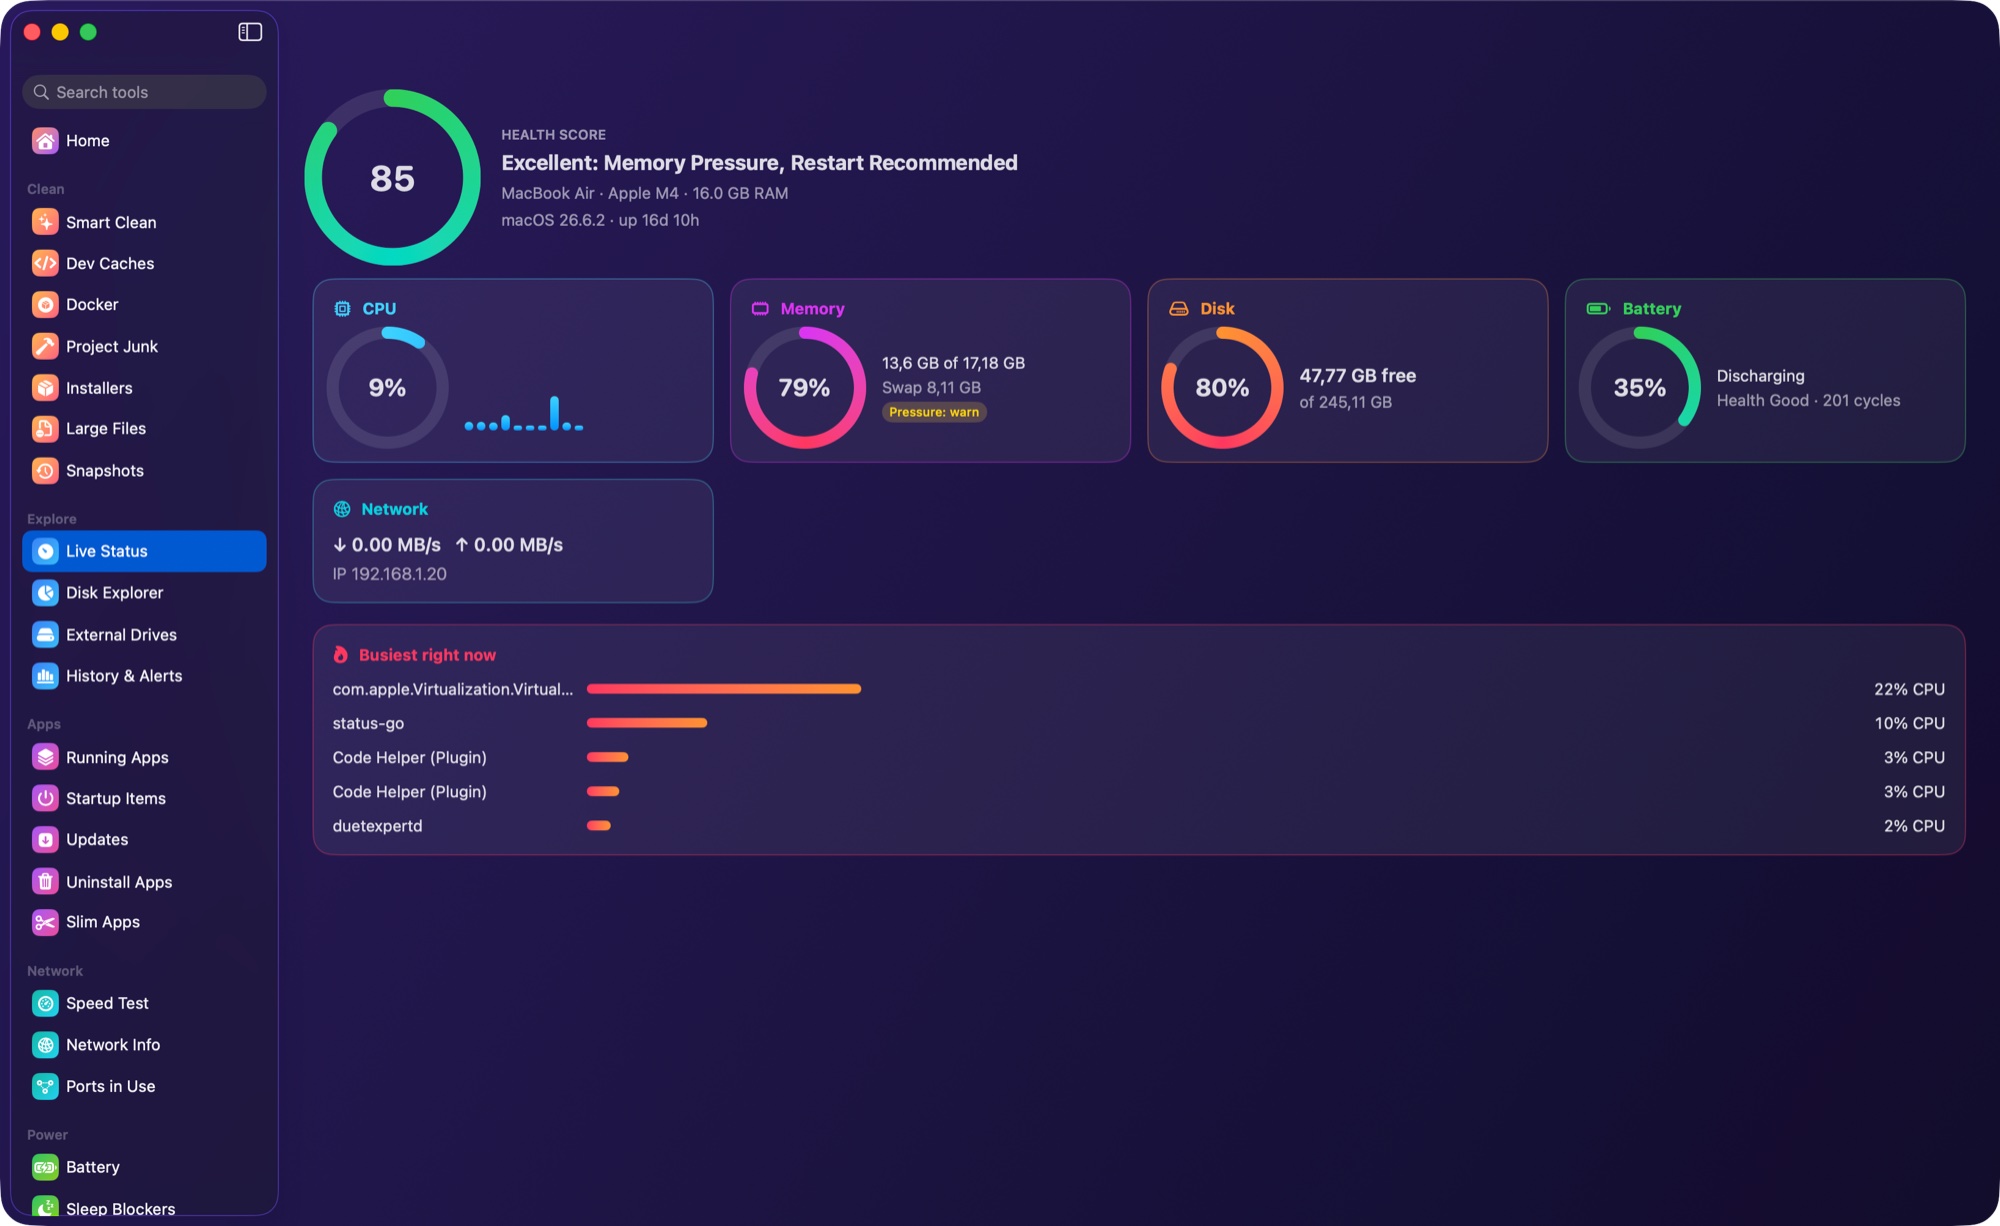 Search tools
Home
Clean
Smart Clean
Dev Caches
Docker
Project Junk
Installers
Large Files
Snapshots
Explore
Live Status
Disk Explorer
External Drives
History & Alerts
Apps
Running Apps
Startup Items
Updates
Uninstall Apps
Slim Apps
Network
Speed Test
Network Info
Ports in Use
Power
Battery
Sleep Blockers
85
HEALTH SCORE
Excellent: Memory Pressure, Restart Recommended
MacBook Air · Apple M4 · 16.0 GB RAM
macOS 26.6.2 · up 16d 10h
CPU
9%
Memory
79%
13,6 GB of 17,18 GB
Swap 8,11 GB
Pressure: warn
Disk
80%
47,77 GB free
of 245,11 GB
Battery
35%
Discharging
Health Good · 201 cycles
Network
↓ 0.00 MB/s ↑ 0.00 MB/s
IP 192.168.1.20
Busiest right now
com.apple.Virtualization.Virtual... 22% CPU
status-go 10% CPU
Code Helper (Plugin) 3% CPU
Code Helper (Plugin) 3% CPU
duetexpertd 2% CPU